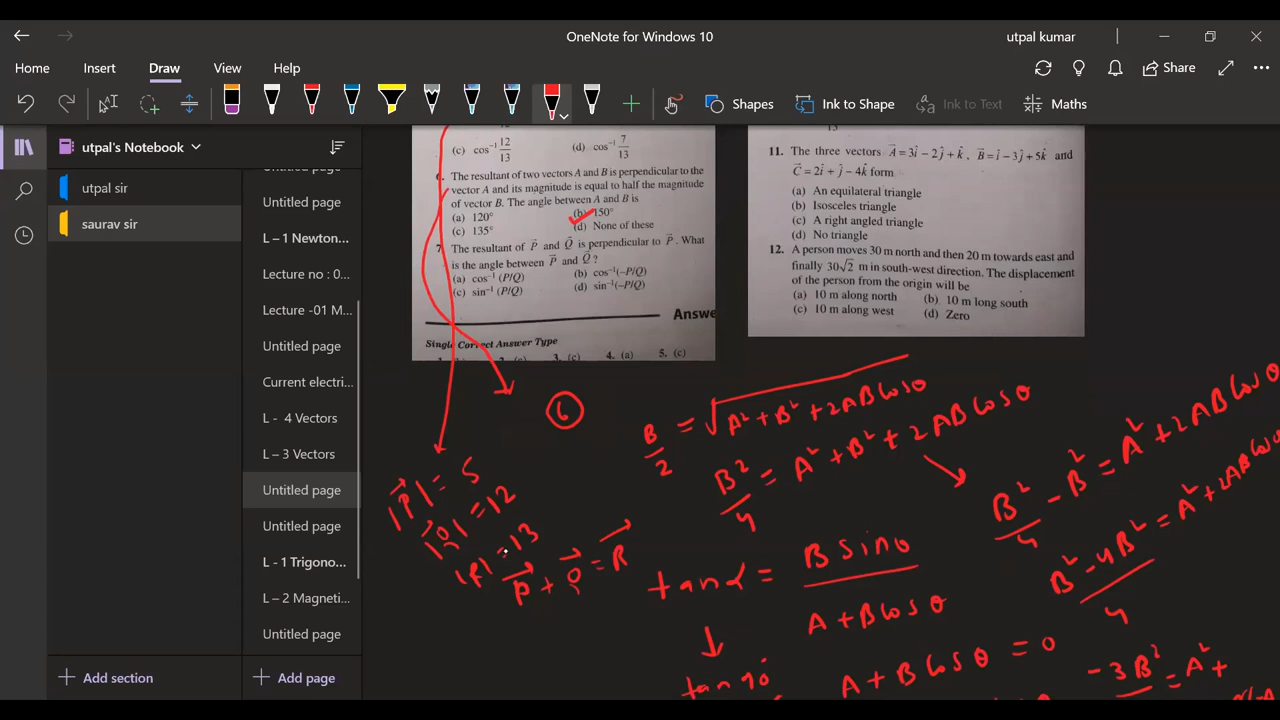 OneNote for Windows 10
utpal kumar
Home Insert Draw View Help
Share
Shapes
Ink to Shape
Ink to Text
Maths
utpal's Notebook
utpal sir
saurav sir
Add section
Untitled page
L – 1 Newton...
Lecture no : 0...
Lecture -01 M...
Untitled page
Current electri...
L - 4 Vectors
L – 3 Vectors
Untitled page
Untitled page
L - 1 Trigono...
L – 2 Magneti...
Untitled page
Add page
(c) cos⁻¹ 12/13 (d) cos⁻¹ 7/13
6. The resultant of two vectors A and B is perpendicular to the
vector A and its magnitude is equal to half the magnitude
of vector B. The angle between A and B is
(a) 120° (b) 150°
(c) 135° (d) None of these
7. The resultant of P⃗ and Q⃗ is perpendicular to P⃗. What
is the angle between P⃗ and Q⃗?
(a) cos⁻¹ (P/Q) (b) cos⁻¹(–P/Q)
(c) sin⁻¹ (P/Q) (d) sin⁻¹(–P/Q)
Answe
Single Correct Answer Type
3. (c) 4. (a) 5. (c)
13
11. The three vectors A⃗ = 3î – 2ĵ + k̂, B⃗ = î – 3ĵ + 5k̂ and
C⃗ = 2î + ĵ – 4k̂ form
(a) An equilateral triangle
(b) Isosceles triangle
(c) A right angled triangle
(d) No triangle
12. A person moves 30 m north and then 20 m towards east and
finally 30√2 m in south-west direction. The displacement
of the person from the origin will be
(a) 10 m along north (b) 10 m long south
(c) 10 m along west (d) Zero
6
B/2 = √A² + B² + 2AB cosθ
B²/4 = A² + B² + 2AB cosθ
B²/4 - B² = A² + 2AB cosθ
B² - 4B²/4 = A² + 2AB cos
|P⃗| = 5
|Q⃗| = 12
|R⃗| = 13
P⃗ + Q⃗ = R⃗
tanα = B sinθ / A + B cosθ
tan 90°
A + B cosθ = 0
-3B² = A² +